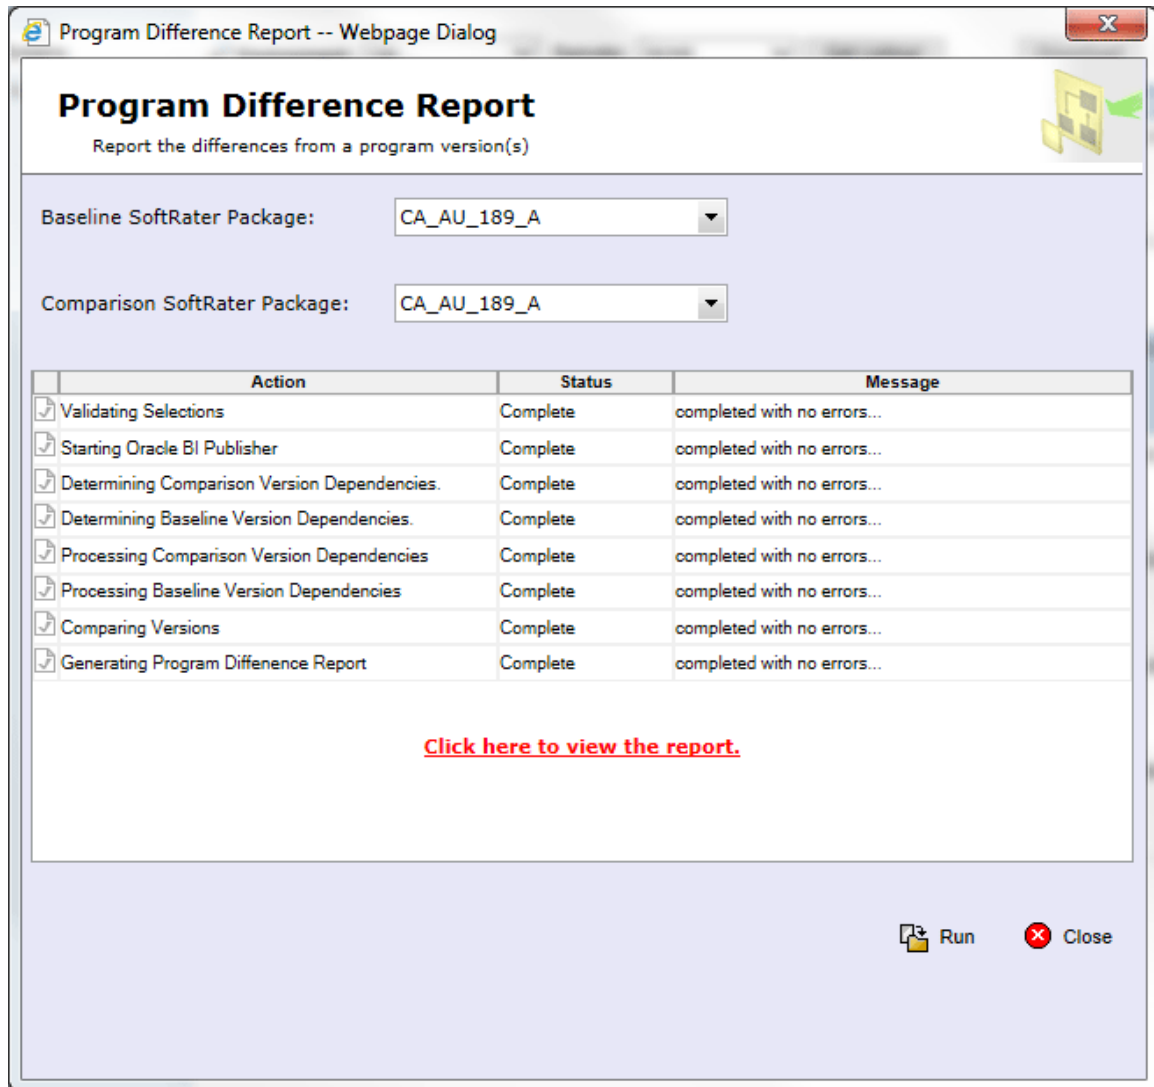 Program Difference Report -- Webpage Dialog
X
Program Difference Report
Report the differences from a program version(s)
Baseline SoftRater Package: CA_AU_189_A
Comparison SoftRater Package: CA_AU_189_A
Action Status Message
Validating Selections Complete completed with no errors...
Starting Oracle BI Publisher Complete completed with no errors...
Determining Comparison Version Dependencies. Complete completed with no errors...
Determining Baseline Version Dependencies. Complete completed with no errors...
Processing Comparison Version Dependencies Complete completed with no errors...
Processing Baseline Version Dependencies Complete completed with no errors...
Comparing Versions Complete completed with no errors...
Generating Program Diffenence Report Complete completed with no errors...
Click here to view the report.
Run Close